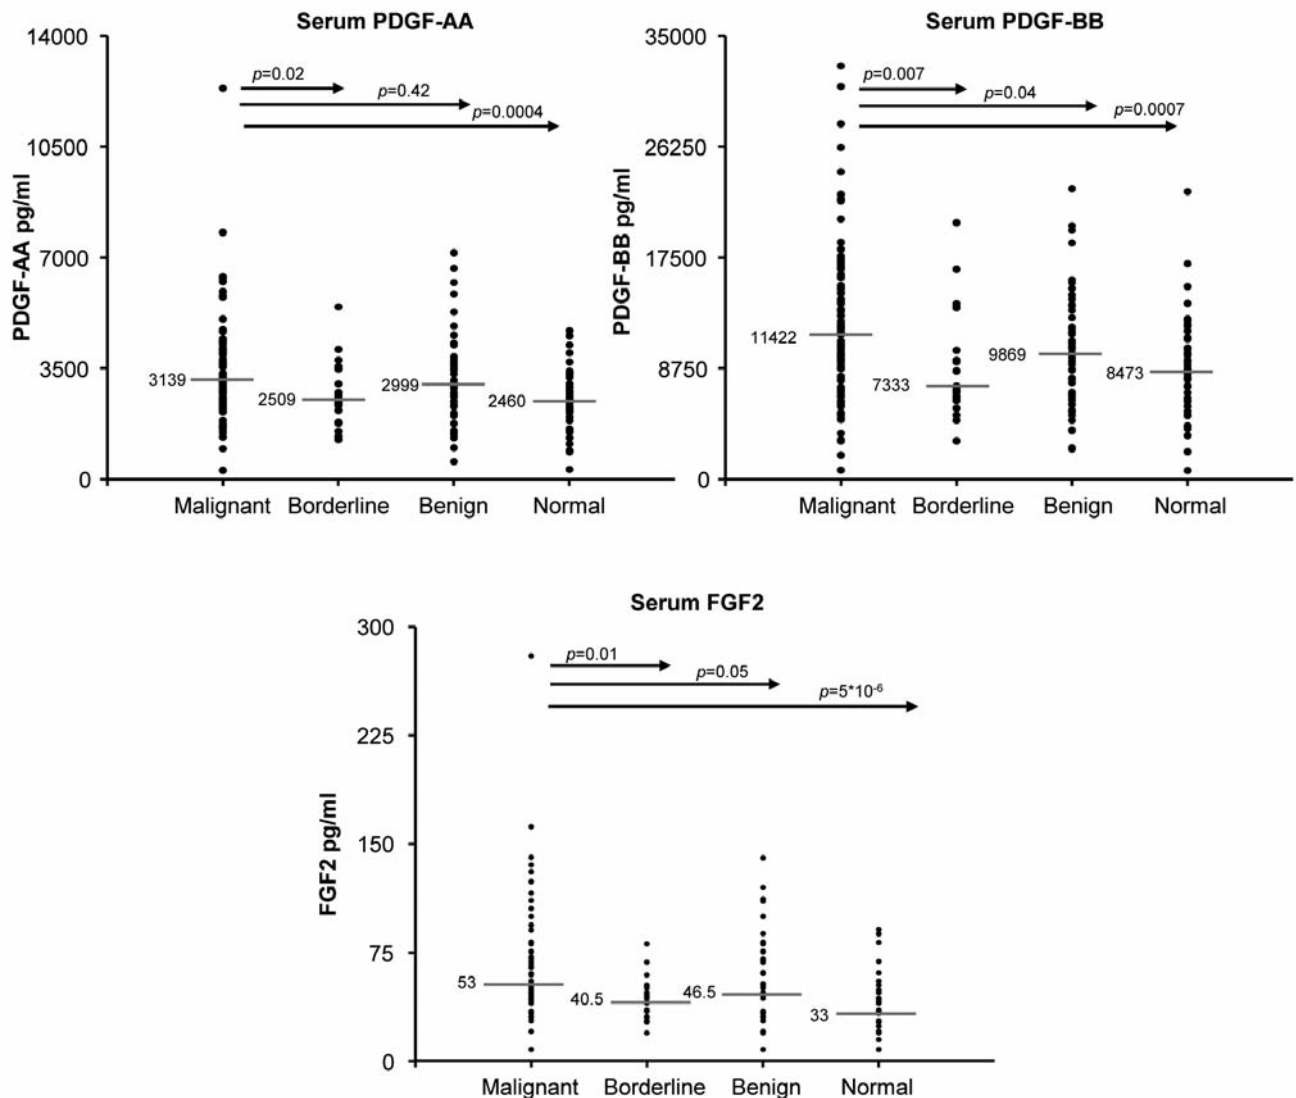 Serum PDGF-AA
14000
10500
7000
3500
0
PDGF-AA pg/ml
p=0.02
p=0.42
p=0.0004
3139
2509
2999
2460
Malignant Borderline Benign Normal
Serum PDGF-BB
35000
26250
17500
8750
0
PDGF-BB pg/ml
p=0.007
p=0.04
p=0.0007
11422
7333
9869
8473
Malignant Borderline Benign Normal
Serum FGF2
300
225
150
75
0
FGF2 pg/ml
p=0.01
p=0.05
p=5*10⁻⁶
53
40.5
46.5
33
Malignant Borderline Benign Normal